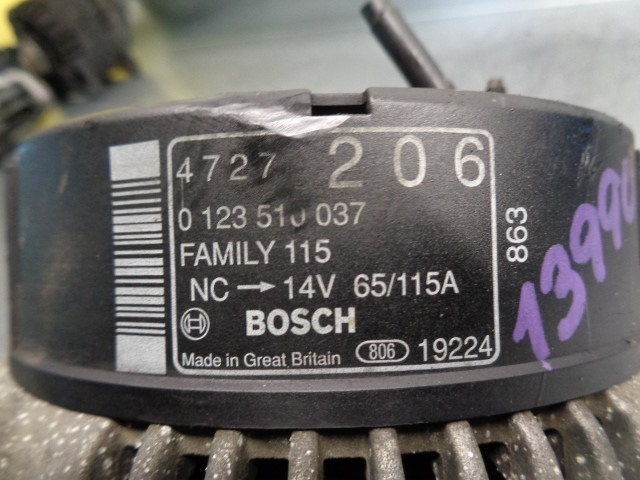 4727 206
0 123 510 037
FAMILY 115
NC → 14V 65/115A
BOSCH
Made in Great Britain 806 19224
863